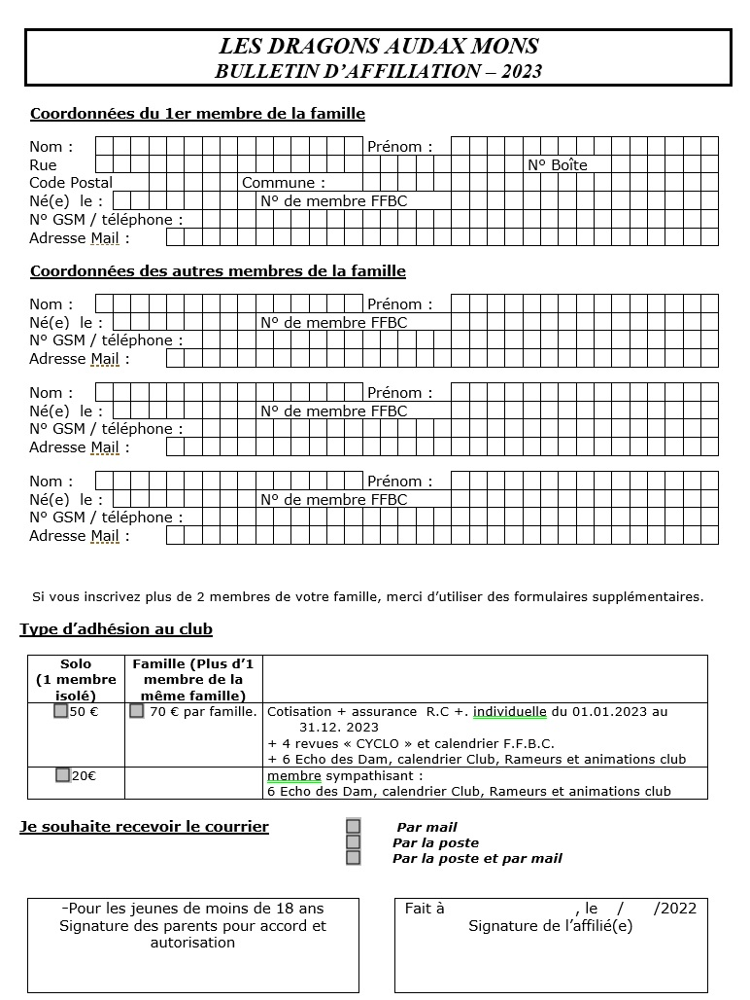 LES DRAGONS AUDAX MONS
BULLETIN D’AFFILIATION – 2023
Coordonnées du 1er membre de la famille
Nom : Prénom :
Rue N° Boîte
Code Postal Commune :
Né(e) le : N° de membre FFBC
N° GSM / téléphone :
Adresse Mail :
Coordonnées des autres membres de la famille
Nom : Prénom :
Né(e) le : N° de membre FFBC
N° GSM / téléphone :
Adresse Mail :
Nom : Prénom :
Né(e) le : N° de membre FFBC
N° GSM / téléphone :
Adresse Mail :
Nom : Prénom :
Né(e) le : N° de membre FFBC
N° GSM / téléphone :
Adresse Mail :
Si vous inscrivez plus de 2 membres de votre famille, merci d’utiliser des formulaires supplémentaires.
Type d’adhésion au club
Solo
(1 membre
isolé)
Famille (Plus d’1
membre de la
même famille)
50 €
70 € par famille.
Cotisation + assurance R.C +. individuelle du 01.01.2023 au
31.12. 2023
+ 4 revues « CYCLO » et calendrier F.F.B.C.
+ 6 Echo des Dam, calendrier Club, Rameurs et animations club
20€
membre sympathisant :
6 Echo des Dam, calendrier Club, Rameurs et animations club
Je souhaite recevoir le courrier
Par mail
Par la poste
Par la poste et par mail
-Pour les jeunes de moins de 18 ans
Signature des parents pour accord et
autorisation
Fait à , le / /2022
Signature de l’affilié(e)